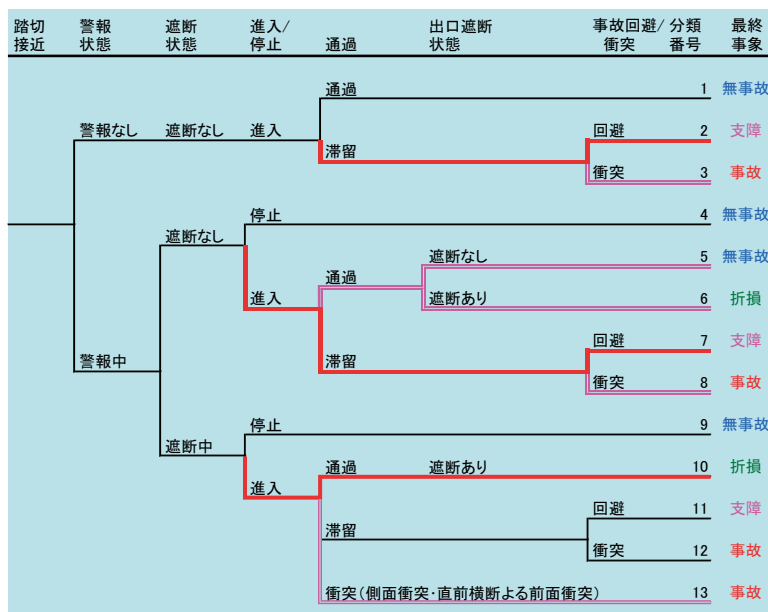 踏切接近 警報状態 遮断状態 進入/停止 通過 出口遮断状態 事故回避/衝突 分類番号 最終事象
通過 1 無事故
警報なし 遮断なし 進入 回避 2 支障
滞留
衝突 3 事故
停止 4 無事故
遮断なし 遮断なし 5 無事故
通過
進入 遮断あり 6 折損
回避 7 支障
警報中 滞留
衝突 8 事故
停止 9 無事故
遮断中
通過 遮断あり 10 折損
進入
回避 11 支障
滞留
衝突 12 事故
衝突(側面衝突・直前横断よる前面衝突) 13 事故